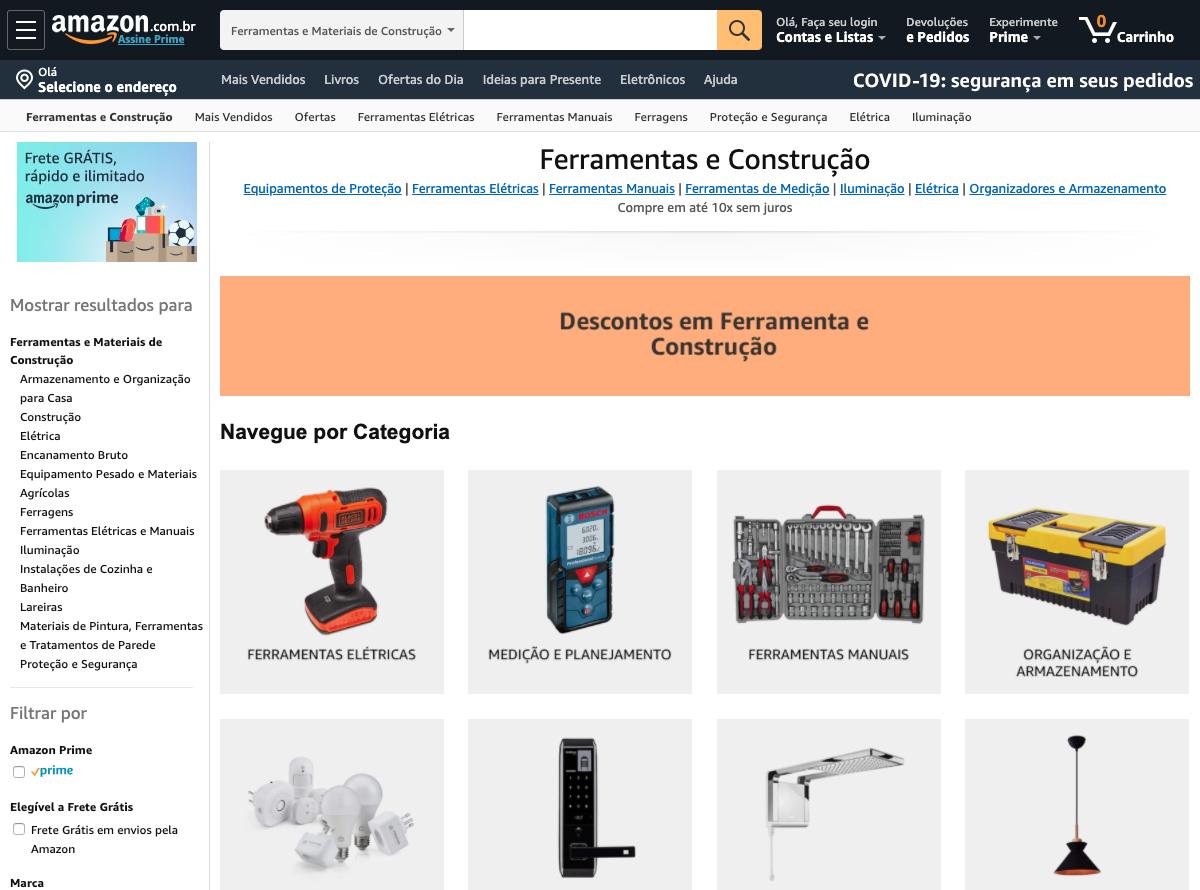 amazon.com.br
Assine Prime
Ferramentas e Materiais de Construção
Olá, Faça seu login
Contas e Listas
Devoluções
e Pedidos
Experimente
Prime
0
Carrinho
Olá
Selecione o endereço
Mais Vendidos
Livros
Ofertas do Dia
Ideias para Presente
Eletrônicos
Ajuda
COVID-19: segurança em seus pedidos
Ferramentas e Construção
Mais Vendidos
Ofertas
Ferramentas Elétricas
Ferramentas Manuais
Ferragens
Proteção e Segurança
Elétrica
Iluminação
Frete GRÁTIS,
rápido e ilimitado
amazon prime
Mostrar resultados para
Ferramentas e Materiais de
Construção
Armazenamento e Organização
para Casa
Construção
Elétrica
Encanamento Bruto
Equipamento Pesado e Materiais
Agrícolas
Ferragens
Ferramentas Elétricas e Manuais
Iluminação
Instalações de Cozinha e
Banheiro
Lareiras
Materiais de Pintura, Ferramentas
e Tratamentos de Parede
Proteção e Segurança
Filtrar por
Amazon Prime
prime
Elegível a Frete Grátis
Frete Grátis em envios pela
Amazon
Marca
Ferramentas e Construção
Equipamentos de Proteção | Ferramentas Elétricas | Ferramentas Manuais | Ferramentas de Medição | Iluminação | Elétrica | Organizadores e Armazenamento
Compre em até 10x sem juros
Descontos em Ferramenta e
Construção
Navegue por Categoria
BOSCH
FERRAMENTAS ELÉTRICAS
MEDIÇÃO E PLANEJAMENTO
FERRAMENTAS MANUAIS
ORGANIZAÇÃO E
ARMAZENAMENTO